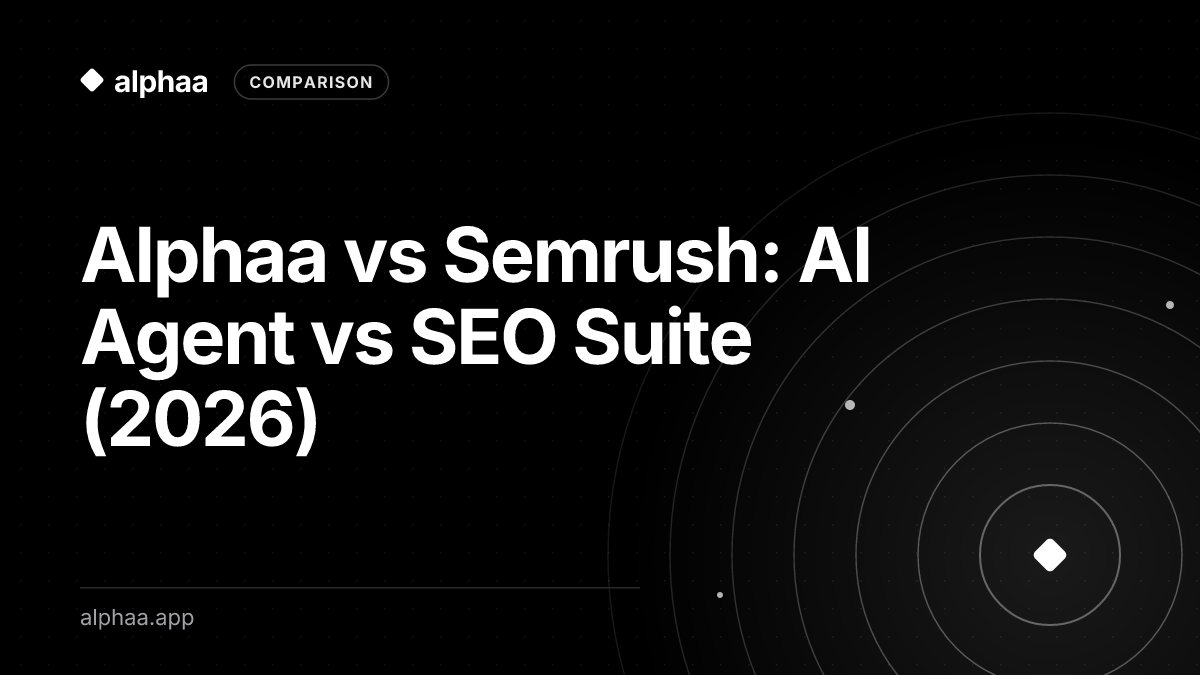 alphaa
COMPARISON
Alphaa vs Semrush: AI
Agent vs SEO Suite
(2026)
alphaa.app